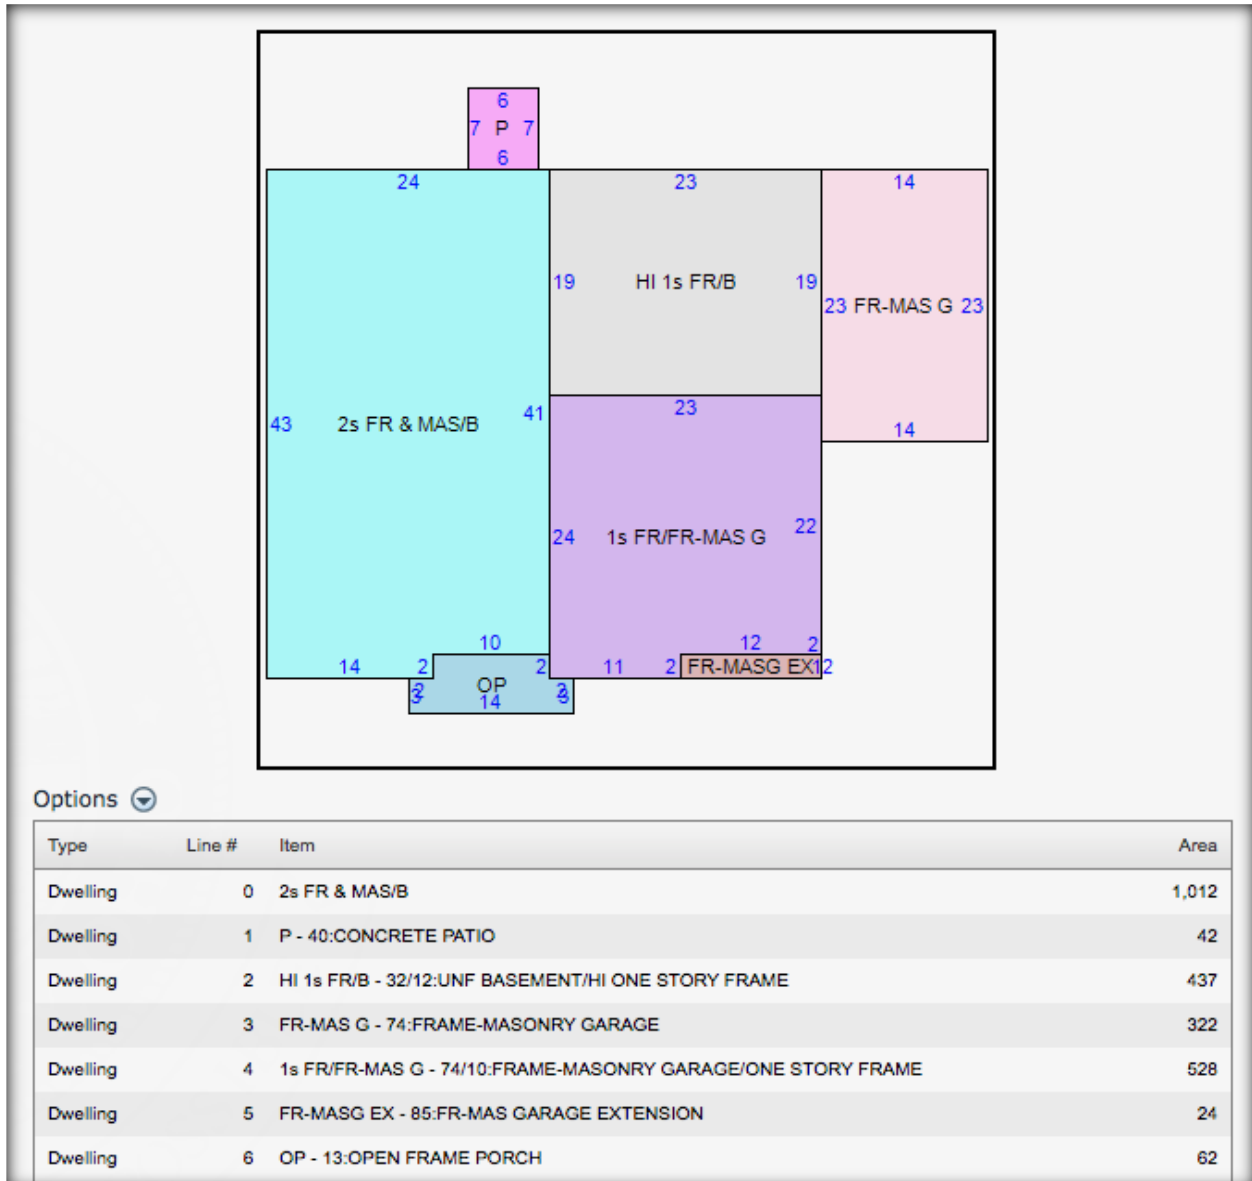 6
7 P 7
6
24 23 14
19 HI 1s FR/B 19
23 FR-MAS G 23
23
41
43 2s FR & MAS/B
14
22
24 1s FR/FR-MAS G
10 12 2
14 2 2 11 2 FR-MASG EX 12
2 3 OP 2 3
14
Options
Type Line # Item Area
Dwelling 0 2s FR & MAS/B 1,012
Dwelling 1 P - 40:CONCRETE PATIO 42
Dwelling 2 HI 1s FR/B - 32/12:UNF BASEMENT/HI ONE STORY FRAME 437
Dwelling 3 FR-MAS G - 74:FRAME-MASONRY GARAGE 322
Dwelling 4 1s FR/FR-MAS G - 74/10:FRAME-MASONRY GARAGE/ONE STORY FRAME 528
Dwelling 5 FR-MASG EX - 85:FR-MAS GARAGE EXTENSION 24
Dwelling 6 OP - 13:OPEN FRAME PORCH 62